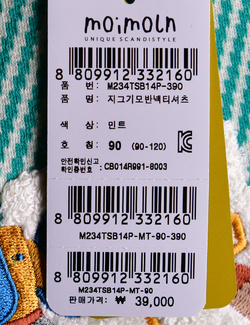 moimoln
UNIQUE SCANDISTYLE
8 809912 332160
품 번 : M234TSB14P-390
품 명 : 지그기모반넥티셔츠
색 상 : 민트
호 칭 : 90 (90-120)
안전확인신고
확인증번호 : CB014R991-8003
8 809912 332160
M234TSB14P-MT-90-390
8 809912 332160
M234TSB14P-MT-90
판매가격: ₩ 39,000